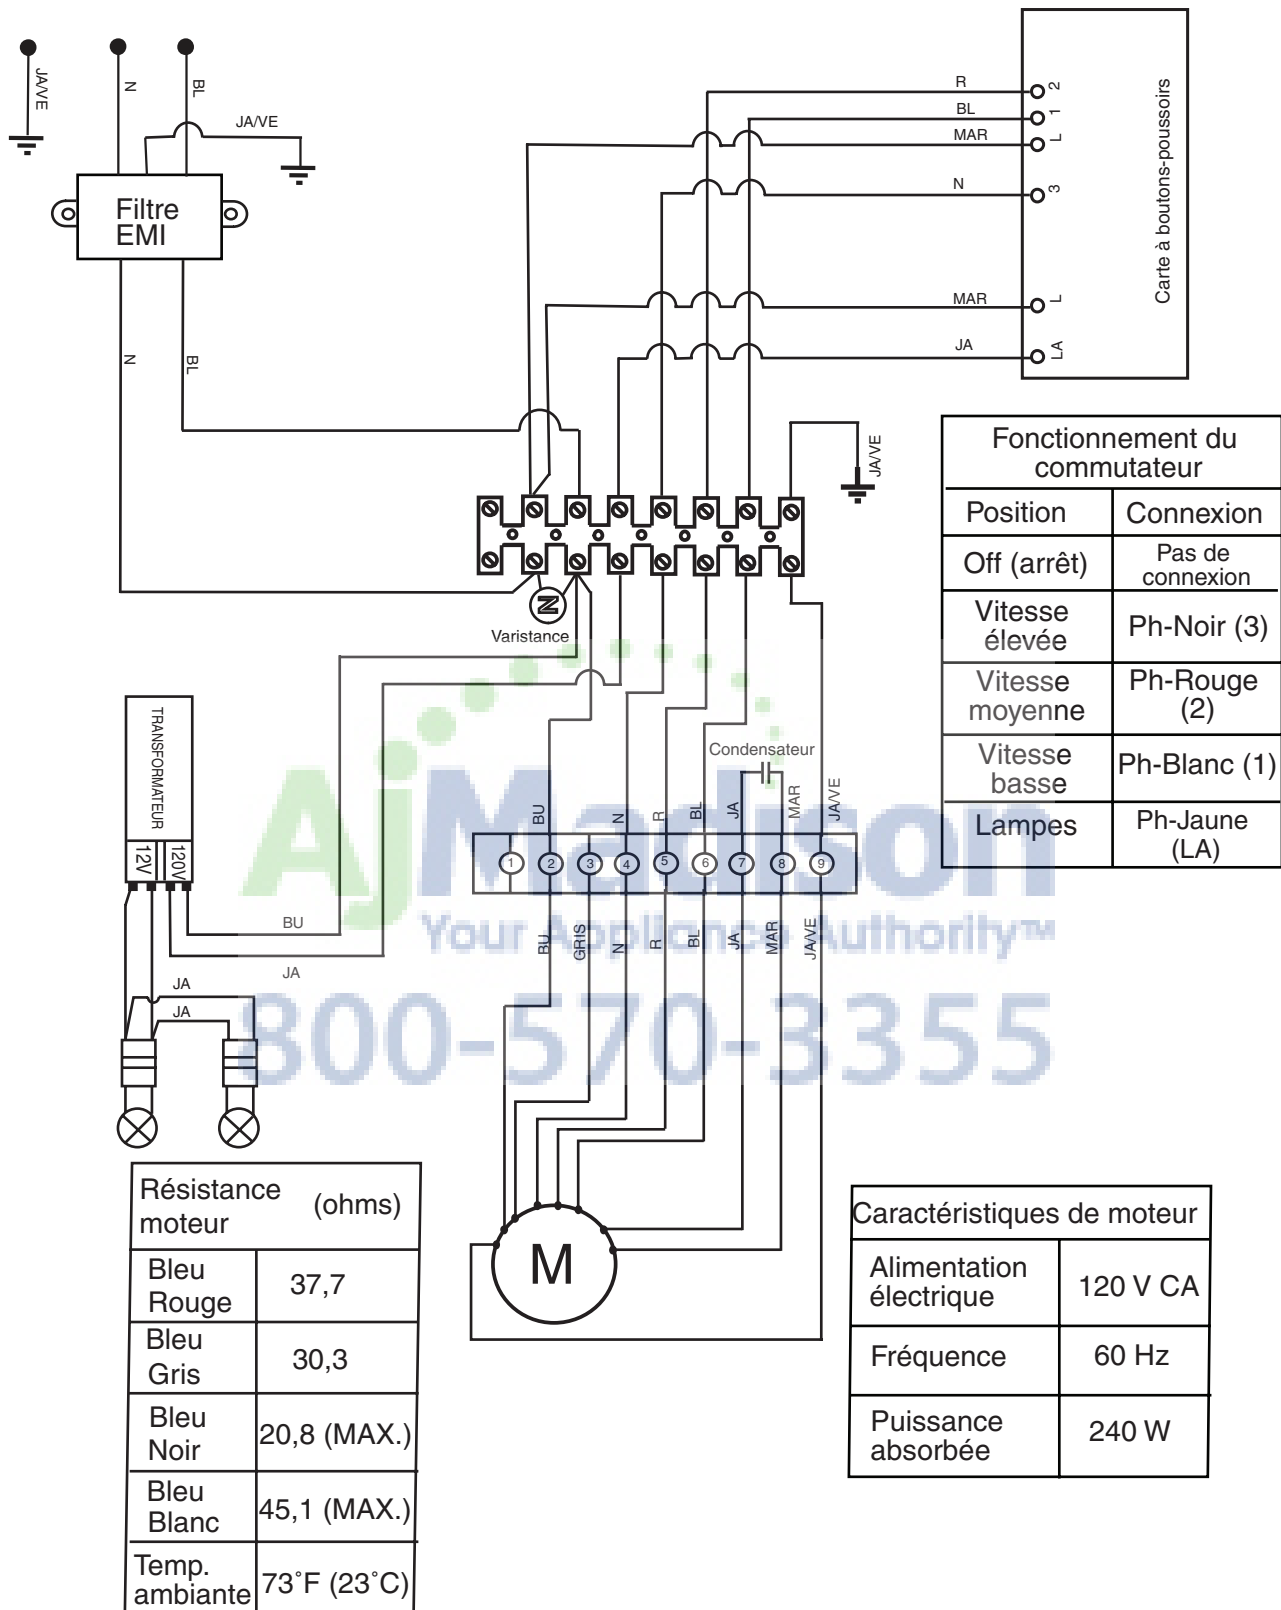 JA/VE
N
BL
JA/VE
Filtre
EMI
N
BL
R
BL
MAR
N
MAR
JA
2
1
L
3
L
LA
Carte à boutons-poussoirs
JA/VE
N
Varistance
Fonctionnement du
commutateur
Position Connexion
Off (arrêt) Pas de
connexion
Vitesse
élevée Ph-Noir (3)
Vitesse
moyenne Ph-Rouge
(2)
Vitesse
basse Ph-Blanc (1)
Lampes Ph-Jaune
(LA)
TRANSFORMATEUR
12V 120V
BU
JA
JA
JA
Condensateur
BU N R BL JA MAR JA/VE
1 2 3 4 5 6 7 8 9
BU GRIS N R BL JA MAR JA/VE
AjMadison
Your Appliance Authority™
800-570-3355
M
Résistance
moteur (ohms)
Bleu
Rouge 37,7
Bleu
Gris 30,3
Bleu
Noir 20,8 (MAX.)
Bleu
Blanc 45,1 (MAX.)
Temp.
ambiante 73˚F (23˚C)
Caractéristiques de moteur
Alimentation
électrique 120 V CA
Fréquence 60 Hz
Puissance
absorbée 240 W